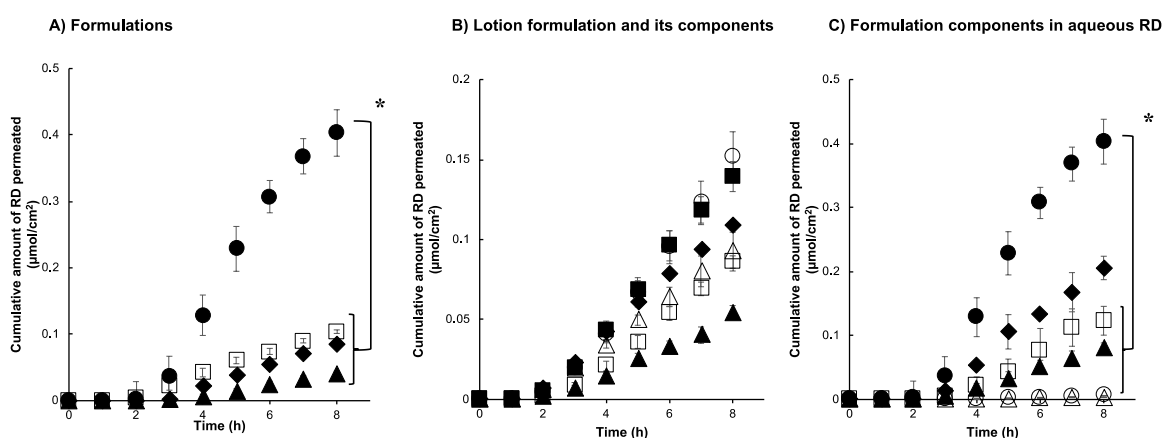 A) Formulations
B) Lotion formulation and its components
C) Formulation components in aqueous RD
Cumulative amount of RD permeated
(μmol/cm²)
0.5
0.4
0.3
0.2
0.1
0
0
2
4
6
8
Time (h)
*
Cumulative amount of RD permeated
(μmol/cm²)
0.2
0.15
0.1
0.05
0
0
2
4
6
8
Time (h)
Cumulative amount of RD permeated
(μmol/cm²)
0.5
0.4
0.3
0.2
0.1
0
0
2
4
6
8
Time (h)
*